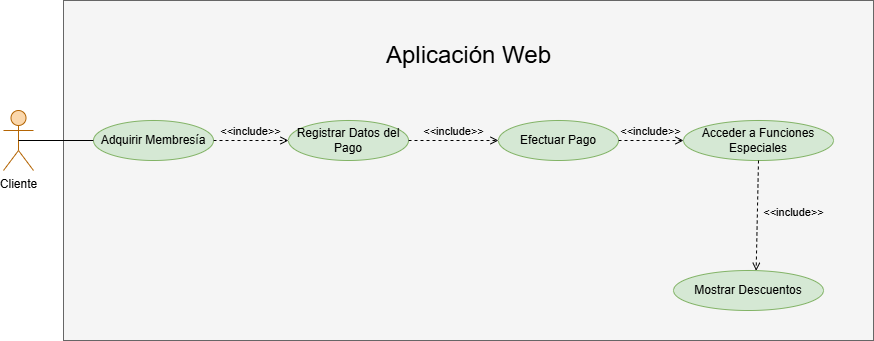 Aplicación Web
Adquirir Membresía
<<include>>
Registrar Datos del
Pago
<<include>>
Efectuar Pago
<<include>>
Acceder a Funciones
Especiales
Cliente
<<include>>
Mostrar Descuentos